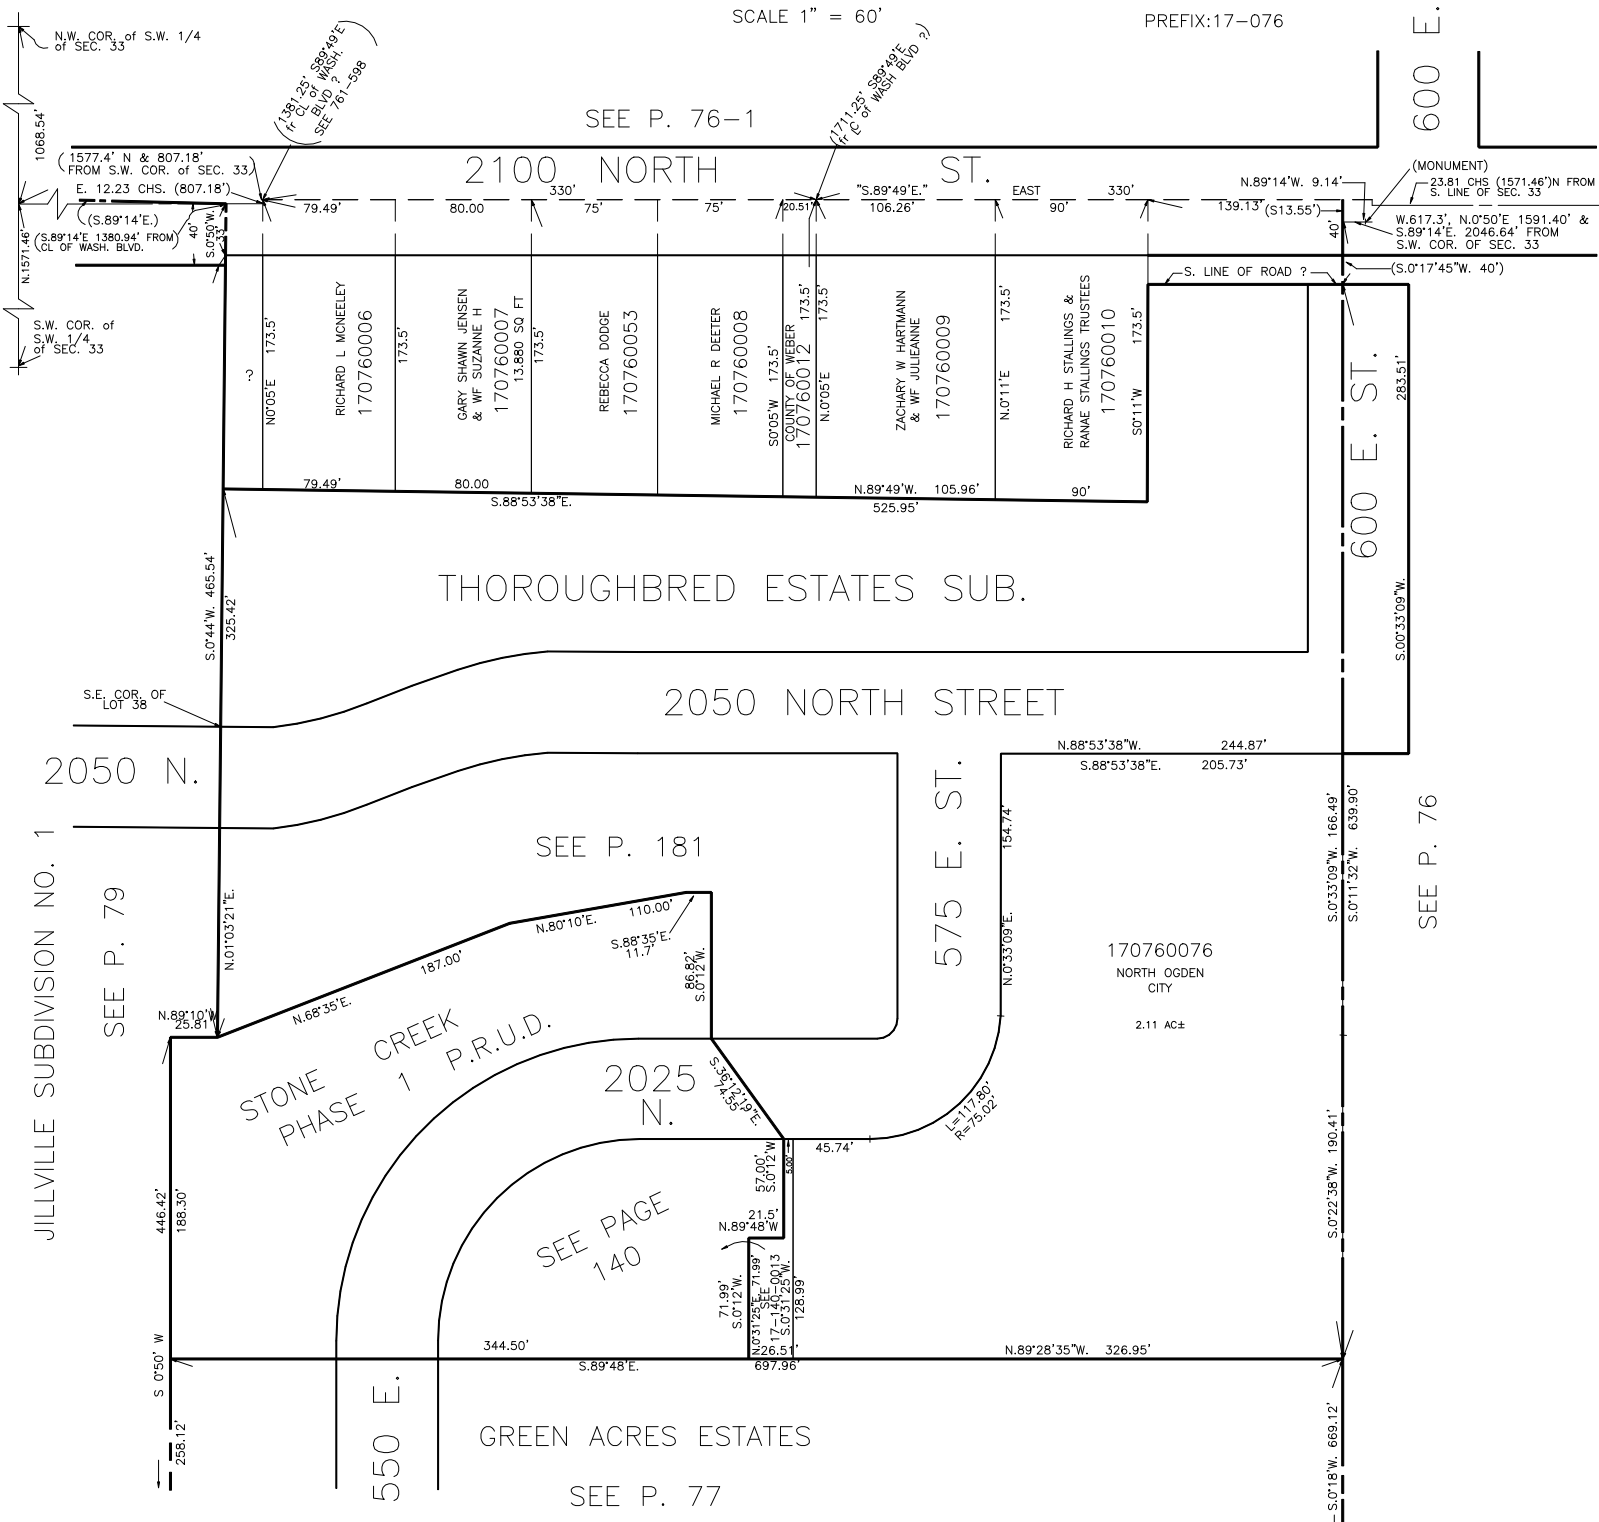 SCALE 1" = 60'
PREFIX:17-076
600 E.
N.W. COR. of S.W. 1/4
of SEC. 33
1068.54'
(1381.25' S89°49'E
fr CL of WASH.
BLVD ?
SEE 761-598
(1711.25' S89°49'E
fr LC of WASH BLVD ?)
SEE P. 76-1
2100 NORTH ST.
(1577.4' N & 807.18'
FROM S.W. COR. of SEC. 33)
E. 12.23 CHS. (807.18')
(S.89°14'E.)
(S.89°14'E 1380.94' FROM
CL OF WASH. BLVD.
N.1571.46'
40'
S.0°50'W.
33'
S.W. COR. of
S.W. 1/4
of SEC. 33
330'
79.49'
80.00
75'
75'
20.51'
"S.89°49'E."
106.26'
EAST
330'
90'
139.13'
(S13.55')
N.89°14'W. 9.14'
(MONUMENT)
23.81 CHS (1571.46')N FROM
S. LINE OF SEC. 33
W.617.3', N.0°50'E 1591.40' &
S.89°14'E. 2046.64' FROM
S.W. COR. OF SEC. 33
40'
(S.0°17'45"W. 40')
S. LINE OF ROAD ?
?
N0°05'E 173.5'
RICHARD L MCNEELEY
170760006
173.5'
GARY SHAWN JENSEN
& WF SUZANNE H
170760007
13.880 SQ FT
173.5'
REBECCA DODGE
170760053
MICHAEL R DEETER
170760008
S0°05'W 173.5'
COUNTY OF WEBER
170760012
173.5'
N.0°05'E
173.5'
ZACHARY W HARTMANN
& WF JULIEANNE
170760009
N.0°11'E 173.5'
RICHARD H STALLINGS &
RANAE STALLINGS TRUSTEES
170760010
S0°11'W 173.5'
600 E. ST.
283.51'
S.00°33'09"W.
79.49'
80.00
S.88°53'38"E.
N.89°49'W. 105.96'
525.95'
90'
THOROUGHBRED ESTATES SUB.
S.0°44'W. 465.54'
325.42'
S.E. COR. OF
LOT 38
2050 NORTH STREET
2050 N.
N.88°53'38"W. 244.87'
S.88°53'38"E. 205.73'
575 E. ST.
154.74'
N.0°33'09"E.
S.0°33'09"W. 166.49'
S.0°11'32"W. 639.90'
SEE P. 76
JILLVILLE SUBDIVISION NO. 1
SEE P. 79
SEE P. 181
N.01°03'21"E.
N.80°10'E. 110.00'
S.88°35'E.
11.7'
N.68°35'E. 187.00'
86.82'
S.0°12'W.
N.89°10'W
25.81'
170760076
NORTH OGDEN
CITY
2.11 AC±
STONE CREEK
PHASE 1 P.R.U.D.
2025
N.
S.36°12'19"E.
74.55'
L=117.80'
R=75.02'
45.74'
57.00'
S.0°12'W
5.00'
446.42'
188.30'
S 0°50' W
SEE PAGE
140
21.5'
N.89°48'W
71.99'
S.0°12'W.
N.0°31'25"E. 71.99'
SEE
17-140-0013
S.0°31'25"W.
128.99'
S.0°22'38"W. 190.41'
344.50'
S.89°48'E.
26.51'
697.96'
N.89°28'35"W. 326.95'
258.12'
550 E.
GREEN ACRES ESTATES
SEE P. 77
S.0°18'W. 669.12'